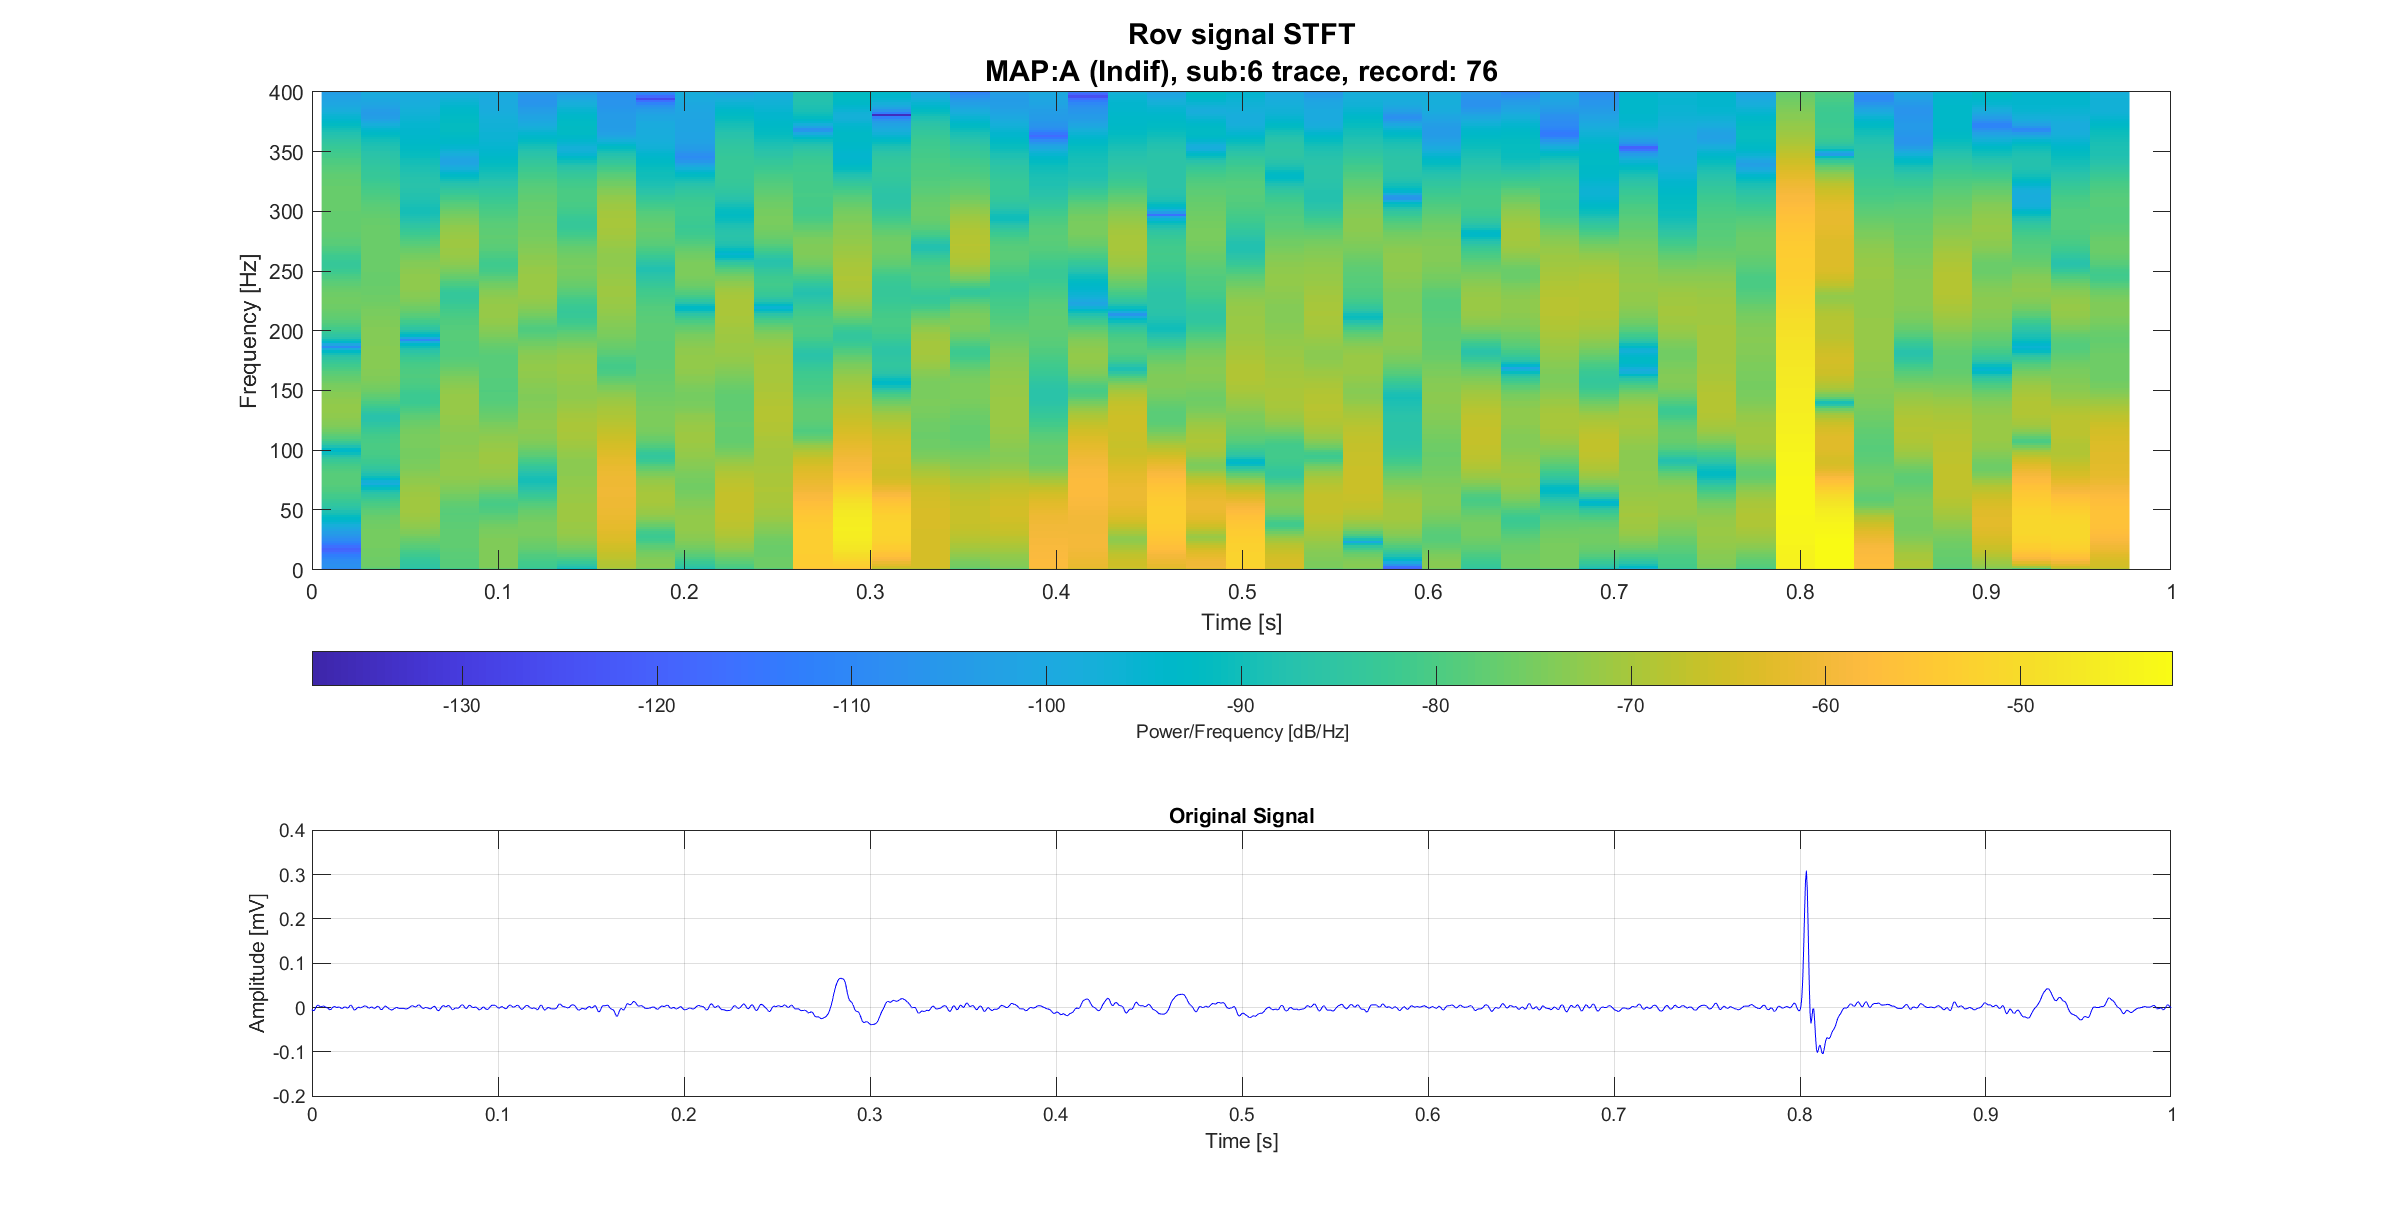 Rov signal STFT
MAP:A (Indif), sub:6 trace, record: 76
400
350
300
250
200
150
100
50
0
Frequency [Hz]
0 0.1 0.2 0.3 0.4 0.5 0.6 0.7 0.8 0.9 1
Time [s]
-130 -120 -110 -100 -90 -80 -70 -60 -50
Power/Frequency [dB/Hz]
Original Signal
0.4
0.3
0.2
0.1
0
-0.1
-0.2
Amplitude [mV]
0 0.1 0.2 0.3 0.4 0.5 0.6 0.7 0.8 0.9 1
Time [s]